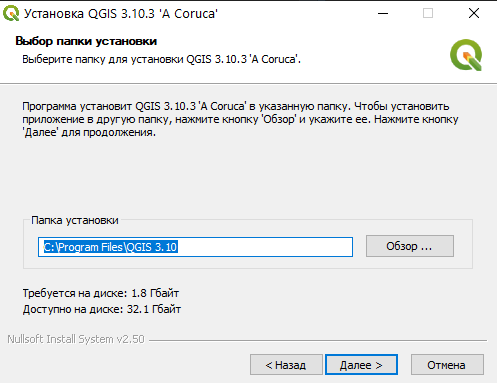 Установка QGIS 3.10.3 'A Coruca'
Выбор папки установки
Выберите папку для установки QGIS 3.10.3 'A Coruca'.
Программа установит QGIS 3.10.3 'A Coruca' в указанную папку. Чтобы установить
приложение в другую папку, нажмите кнопку 'Обзор' и укажите ее. Нажмите кнопку
'Далее' для продолжения.
Папка установки
C:\Program Files\QGIS 3.10
Обзор ...
Требуется на диске: 1.8 Гбайт
Доступно на диске: 32.1 Гбайт
Nullsoft Install System v2.50
< Назад
Далее >
Отмена